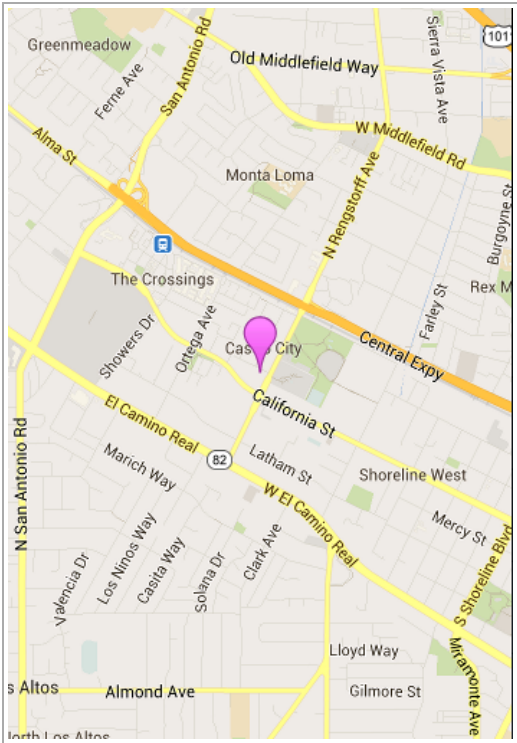 Greenmeadow
San Antonio Rd
Old Middlefield Way
Sierra Vista Ave
101
Ferne Ave
Alma St
W Middlefield Rd
Monta Loma
N Rengstorff Ave
Burgoyne St
The Crossings
Rex M
Farley St
Showers Dr
Ortega Ave
City
Central Expy
El Camino Real
California St
N San Antonio Rd
82
Marich Way
Latham St
Shoreline West
W El Camino Real
Mercy St
Valencia Dr
Los Ninos Way
Casita Way
Solana Dr
Clark Ave
S Shoreline Blvd
Lloyd Way
Miramonte Ave
s Altos
Almond Ave
Gilmore St
orth Los Altos